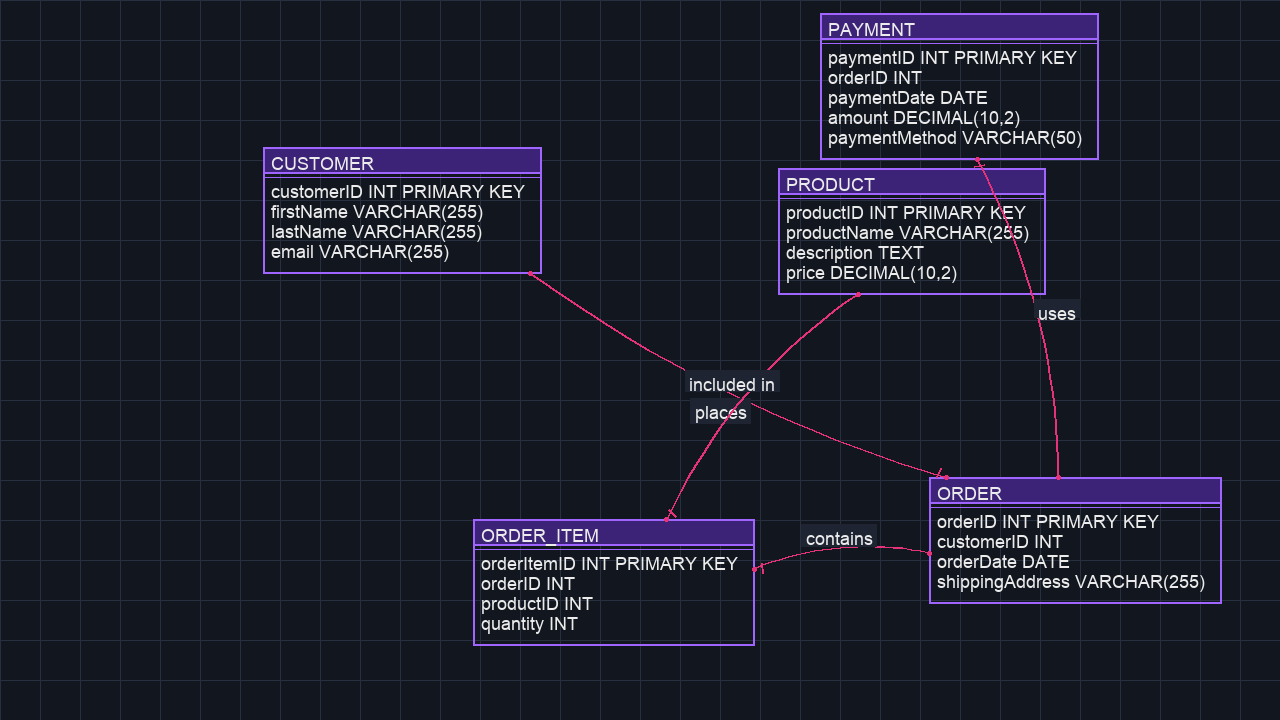 PAYMENT
paymentID INT PRIMARY KEY
orderID INT
paymentDate DATE
amount DECIMAL(10,2)
paymentMethod VARCHAR(50)
CUSTOMER
customerID INT PRIMARY KEY
firstName VARCHAR(255)
lastName VARCHAR(255)
email VARCHAR(255)
PRODUCT
productID INT PRIMARY KEY
productName VARCHAR(255)
description TEXT
price DECIMAL(10,2)
uses
included in
places
ORDER_ITEM
orderItemID INT PRIMARY KEY
orderID INT
productID INT
quantity INT
contains
ORDER
orderID INT PRIMARY KEY
customerID INT
orderDate DATE
shippingAddress VARCHAR(255)